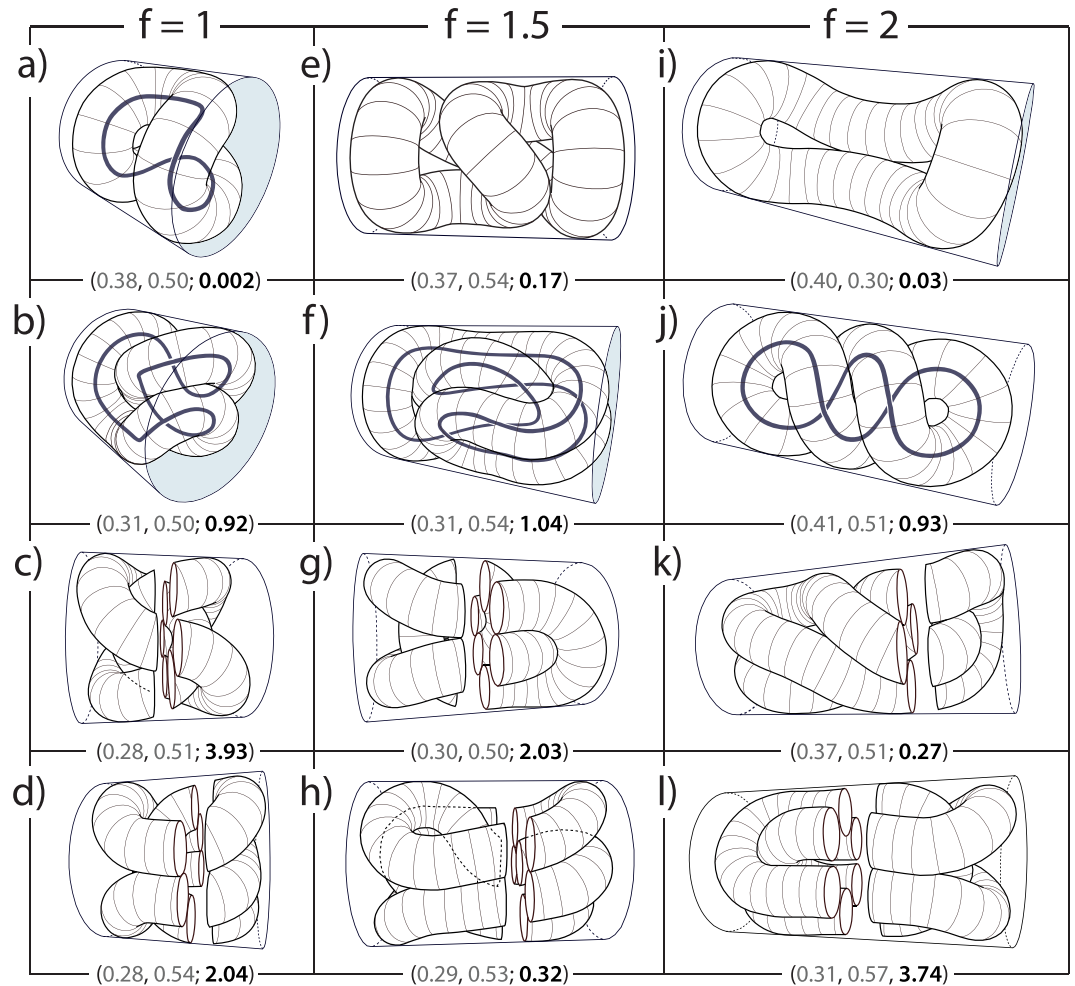 f = 1 f = 1.5 f = 2
a) e) i)
(0.38, 0.50; 0.002) (0.37, 0.54; 0.17) (0.40, 0.30; 0.03)
b) f) j)
(0.31, 0.50; 0.92) (0.31, 0.54; 1.04) (0.41, 0.51; 0.93)
c) g) k)
(0.28, 0.51; 3.93) (0.30, 0.50; 2.03) (0.37, 0.51; 0.27)
d) h) l)
(0.28, 0.54; 2.04) (0.29, 0.53; 0.32) (0.31, 0.57, 3.74)